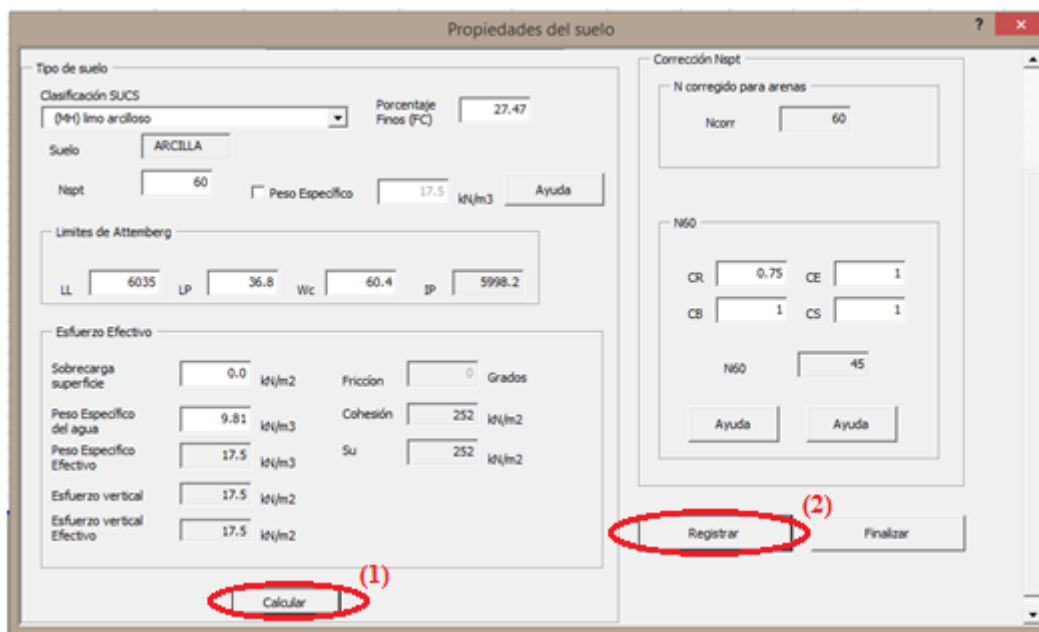 Propiedades del suelo
?
Tipo de suelo
Clasificación SUCS
(MH) limo arcilloso
Porcentaje Finos (FC)
27.47
Suelo
ARCILLA
Nspt
60
Peso Específico
17.5
kN/m3
Ayuda
Limites de Attemberg
LL
6035
LP
36.8
Wc
60.4
IP
5998.2
Esfuerzo Efectivo
Sobrecarga superficie
0.0
kN/m2
Friccíon
0
Grados
Peso Específico del agua
9.81
kN/m3
Cohesión
252
kN/m2
Peso Especifico Efectivo
17.5
kN/m3
Su
252
kN/m2
Esfuerzo vertical
17.5
kN/m2
Esfuerzo vertical Efectivo
17.5
kN/m2
(1)
Calcular
Corrección Nspt
N corregido para arenas
Ncorr
60
N60
CR
0.75
CE
1
CB
1
CS
1
N60
45
Ayuda
Ayuda
(2)
Registrar
Finalizar